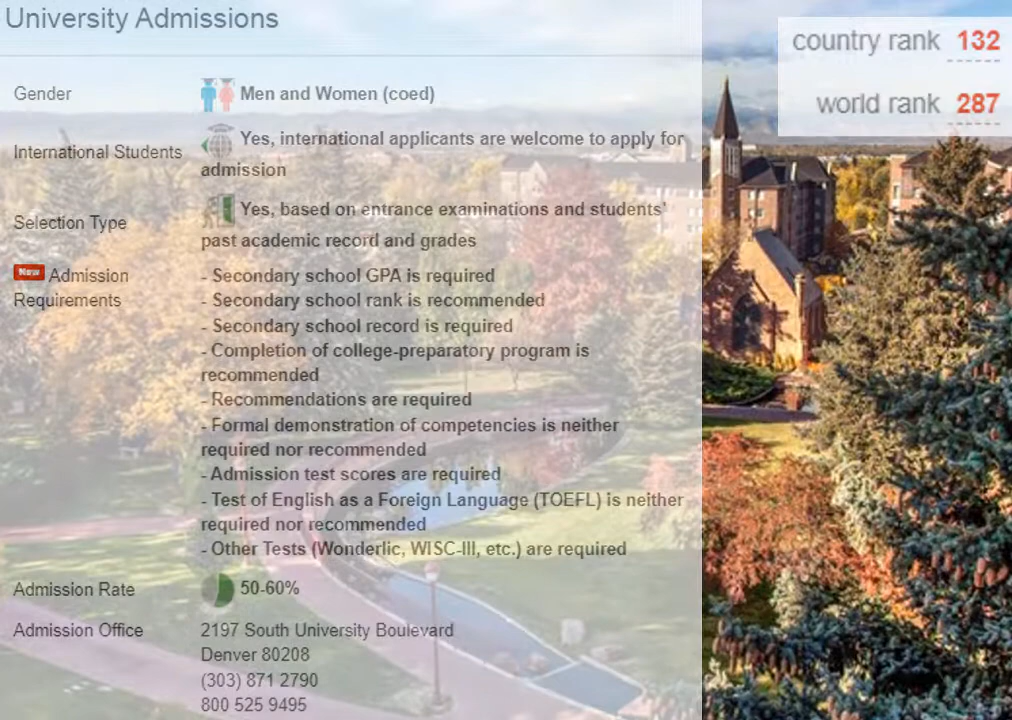 University Admissions
country rank 132
world rank 287
Gender
Men and Women (coed)
International Students
Yes, international applicants are welcome to apply for
admission
Selection Type
Yes, based on entrance examinations and students'
past academic record and grades
New Admission
Requirements
- Secondary school GPA is required
- Secondary school rank is recommended
- Secondary school record is required
- Completion of college-preparatory program is
recommended
- Recommendations are required
- Formal demonstration of competencies is neither
required nor recommended
- Admission test scores are required
- Test of English as a Foreign Language (TOEFL) is neither
required nor recommended
- Other Tests (Wonderlic, WISC-III, etc.) are required
Admission Rate
50-60%
Admission Office
2197 South University Boulevard
Denver 80208
(303) 871 2790
800 525 9495